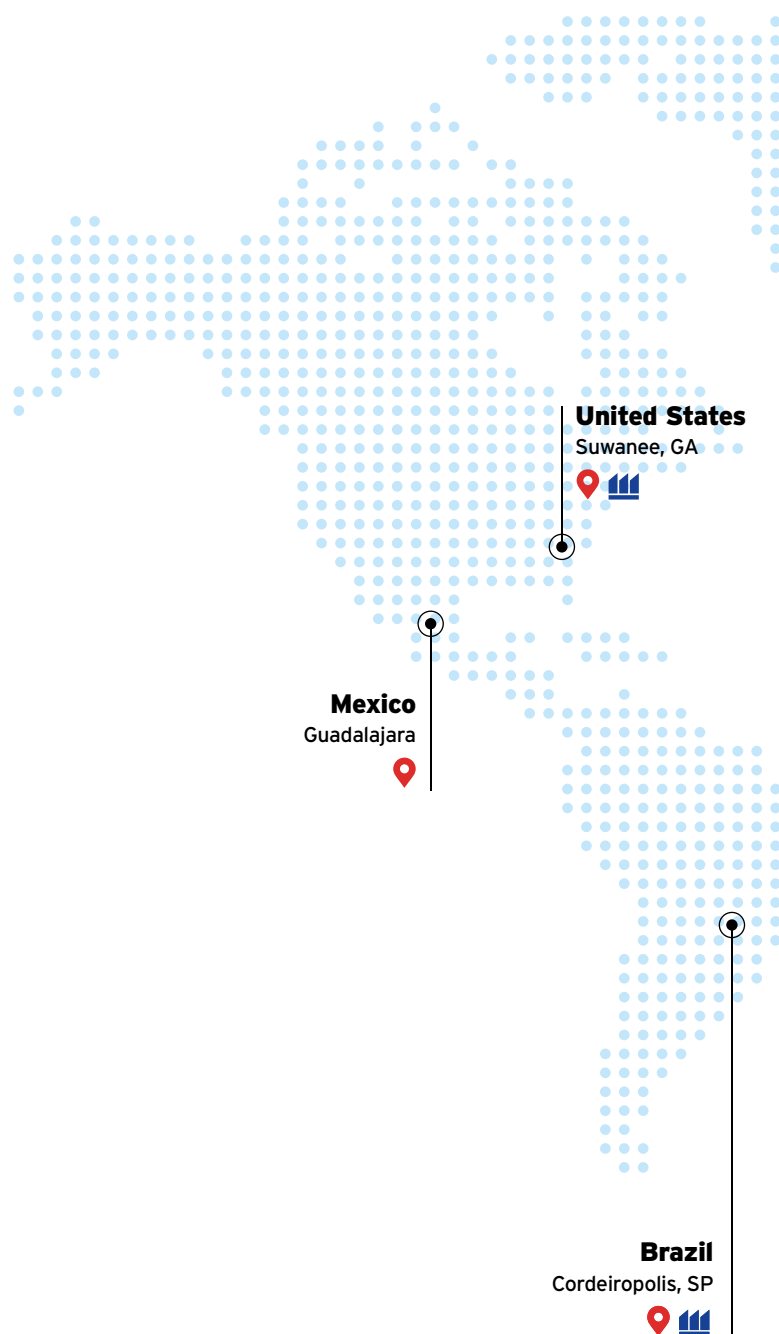 United States
Suwanee, GA
Mexico
Guadalajara
Brazil
Cordeiropolis, SP